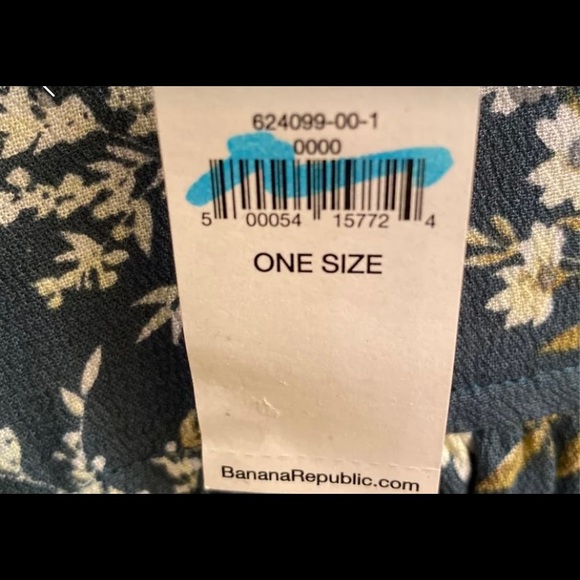 624099-00-1
0000
5 00054 15772 4
ONE SIZE
BananaRepublic.com